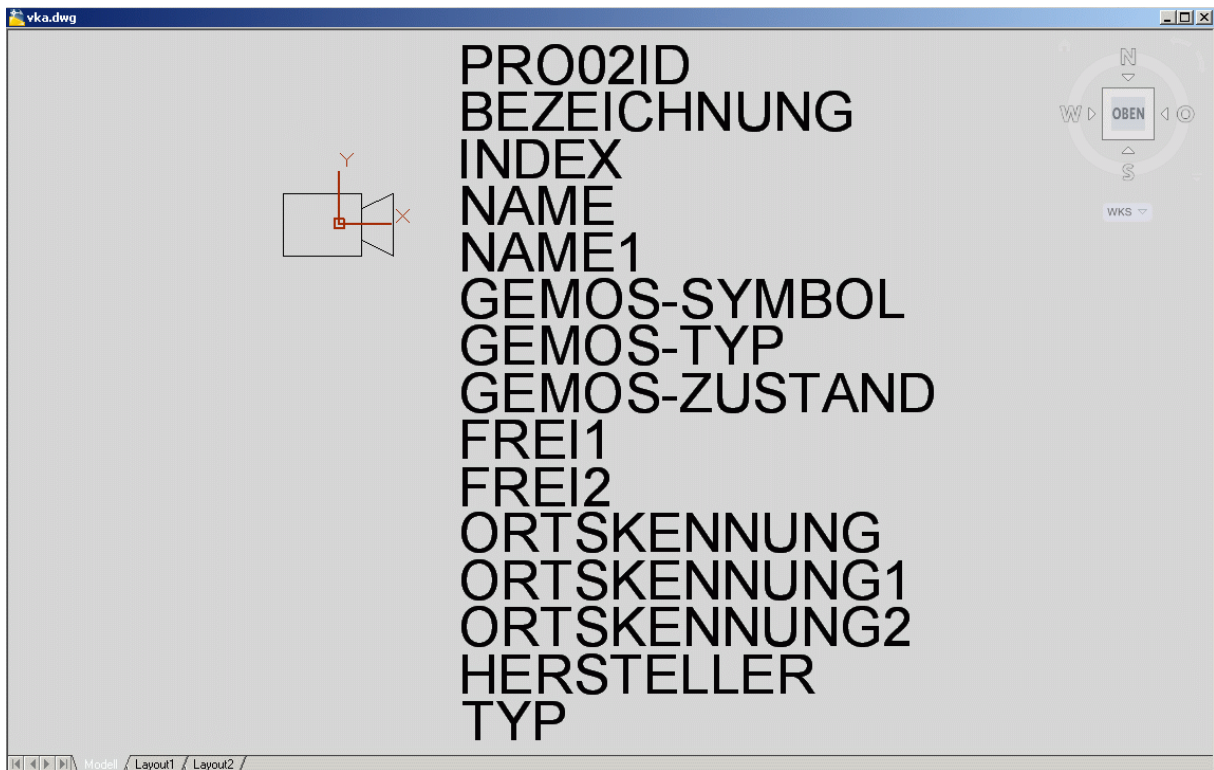 vka.dwg
PRO02ID
BEZEICHNUNG
INDEX
NAME
NAME1
GEMOS-SYMBOL
GEMOS-TYP
GEMOS-ZUSTAND
FREI1
FREI2
ORTSKENNUNG
ORTSKENNUNG1
ORTSKENNUNG2
HERSTELLER
TYP
Y
X
N
W OBEN O
S
WKS
Modell Layout1 Layout2